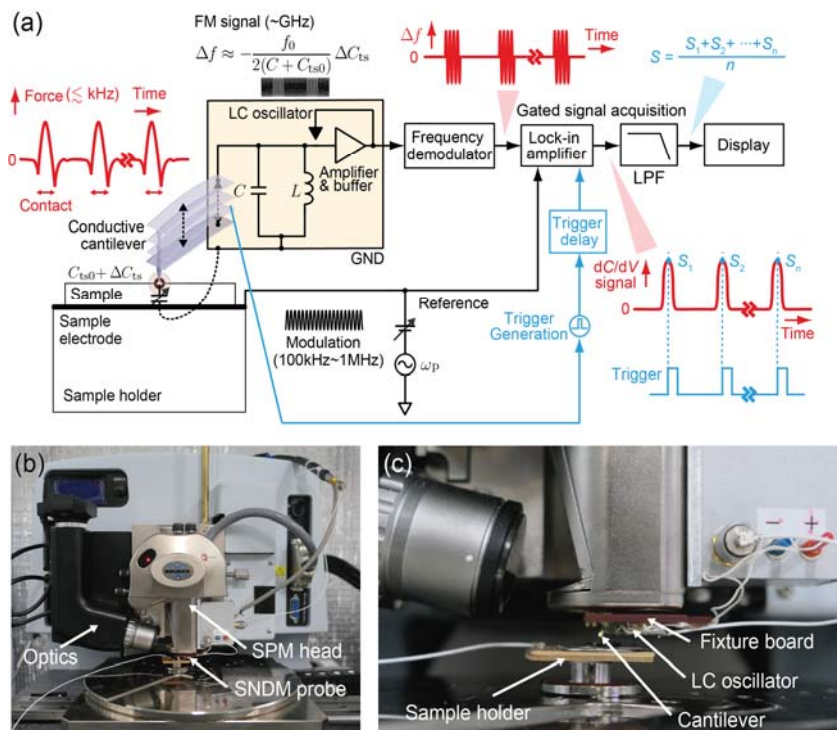 (a)
FM signal (~GHz)
Δf ≈ − f₀ / 2(C + Cts0) ΔCts
LC oscillator
Amplifier
& buffer
C
L
GND
Force (≲ kHz)
Time
0
Contact
Conductive
cantilever
Cts0 + ΔCts
Sample
Sample
electrode
Sample holder
Modulation
(100kHz~1MHz)
ωp
Reference
Frequency
demodulator
Δf
0
Time
Gated signal acquisition
Lock-in
amplifier
LPF
Display
S = S1+S2+ ⋯+Sn / n
Trigger
delay
Trigger
Generation
dC/dV
signal
S1
S2
Sn
0
Time
Trigger
(b)
Optics
SPM head
SNDM probe
(c)
− +
Fixture board
LC oscillator
Sample holder
Cantilever